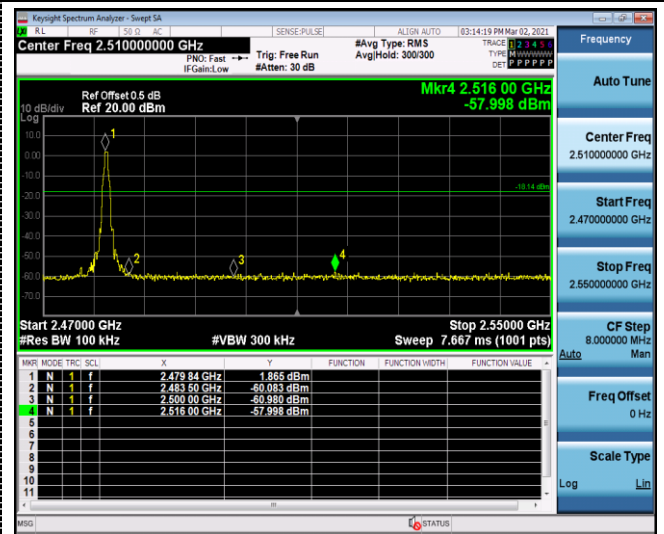 Keysight Spectrum Analyzer - Swept SA
RL RF 50 Ω AC SENSE:PULSE ALIGN AUTO 03:14:19 PM Mar 02, 2021
Center Freq 2.510000000 GHz
PNO: Fast
IFGain:Low
Trig: Free Run
#Atten: 30 dB
#Avg Type: RMS
Avg|Hold: 300/300
TRACE 1 2 3 4 5 6
TYPE M W W W W W
DET P P P P P P
Ref Offset 0.5 dB
Ref 20.00 dBm
10 dB/div
Log
Mkr4 2.516 00 GHz
-57.998 dBm
10.0
0.00
-10.0
-20.0
-30.0
-40.0
-50.0
-60.0
-70.0
1
2
3
4
Start 2.47000 GHz
#Res BW 100 kHz
#VBW 300 kHz
Stop 2.55000 GHz
Sweep 7.667 ms (1001 pts)
MKR MODE TRC SCL X Y FUNCTION FUNCTION WIDTH FUNCTION VALUE
1 N 1 f 2.479 84 GHz 1.865 dBm
2 N 1 f 2.483 50 GHz -60.083 dBm
3 N 1 f 2.500 00 GHz -60.980 dBm
4 N 1 f 2.516 00 GHz -57.998 dBm
5
6
7
8
9
10
11
MSG
STATUS
Frequency
Auto Tune
Center Freq
2.510000000 GHz
Start Freq
2.470000000 GHz
Stop Freq
2.550000000 GHz
CF Step
8.000000 MHz
Auto Man
Freq Offset
0 Hz
Scale Type
Log Lin